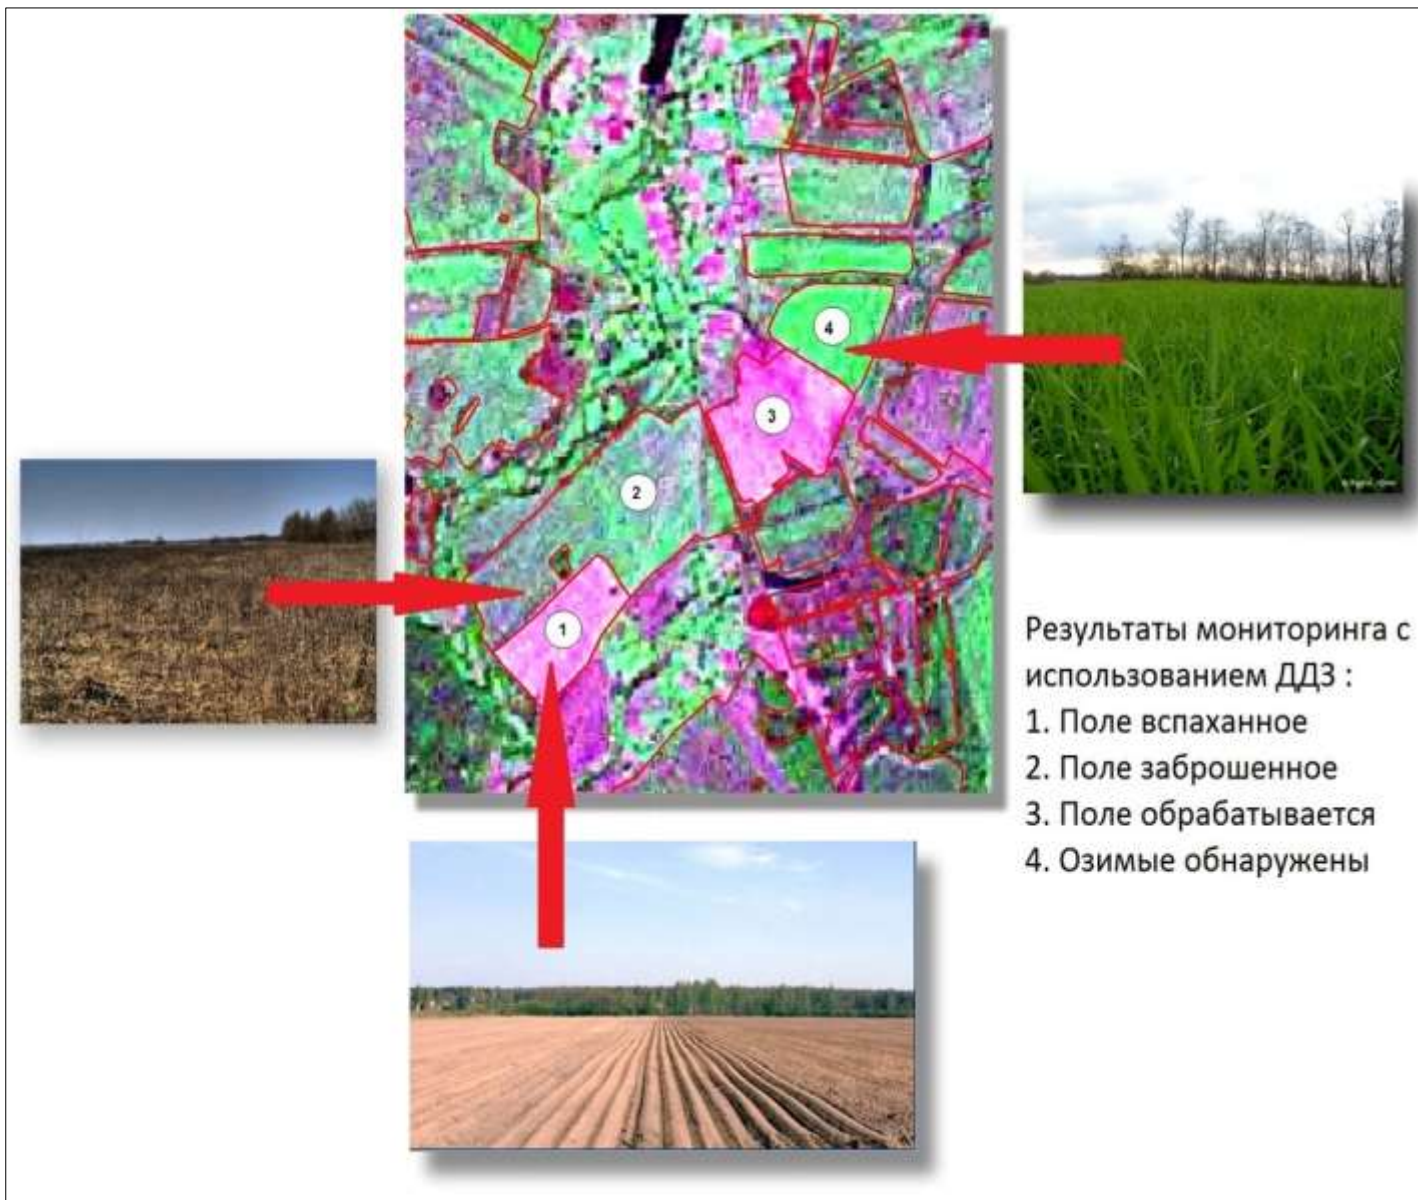 4
3
2
1
Результаты мониторинга с
использованием ДДЗ :
1. Поле вспаханное
2. Поле заброшенное
3. Поле обрабатывается
4. Озимые обнаружены